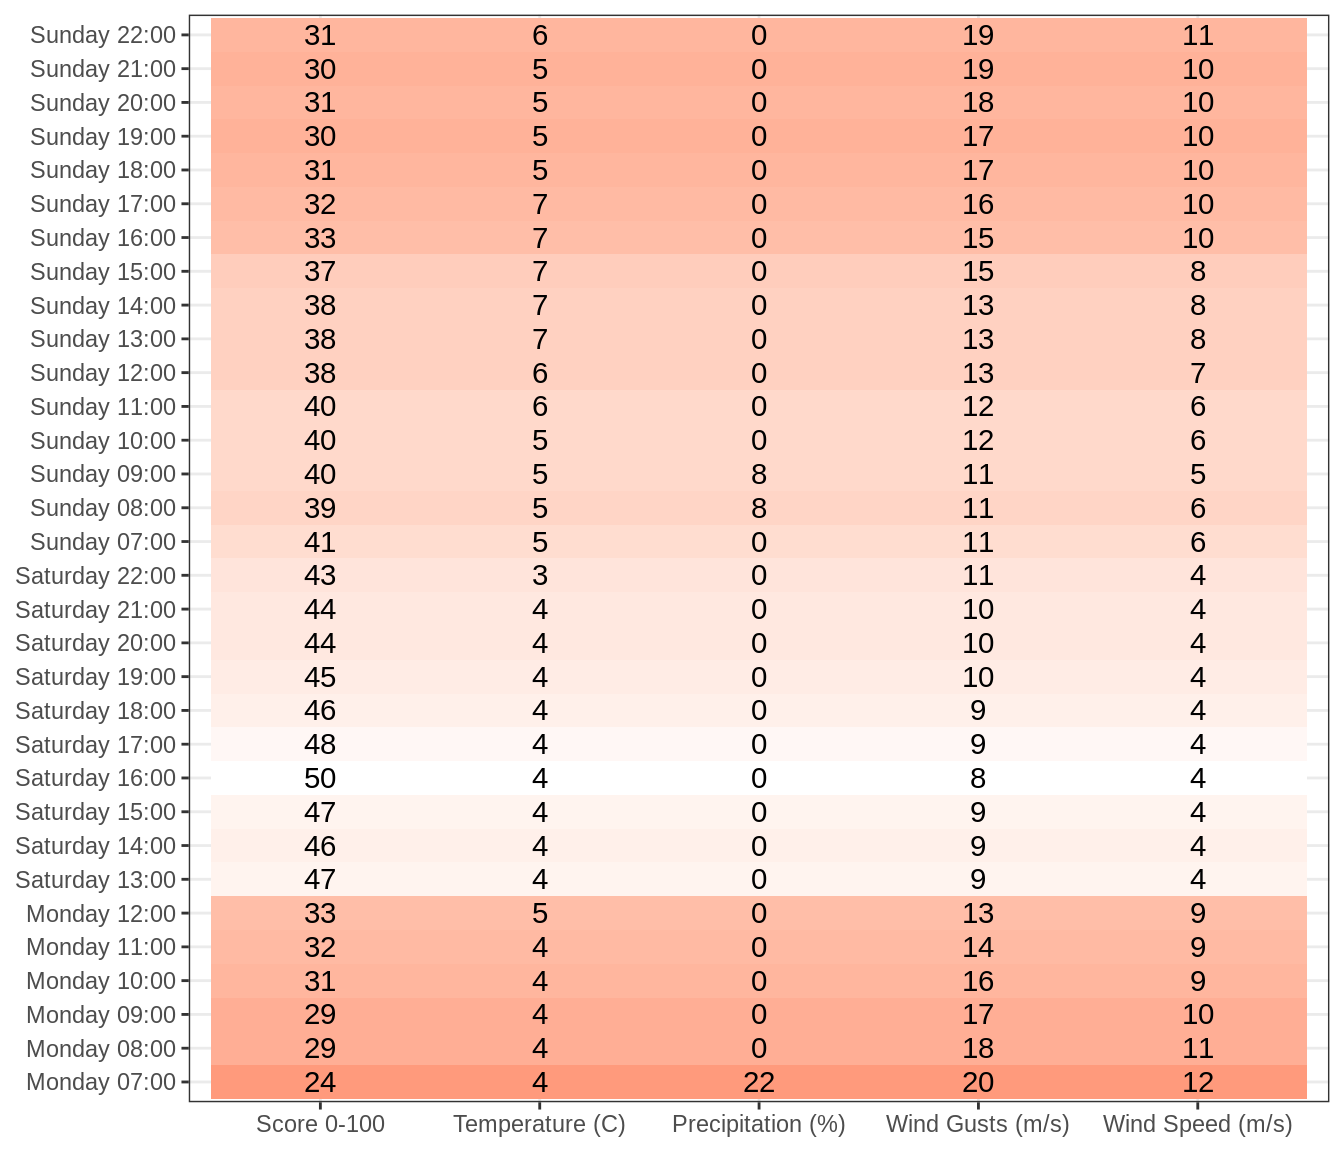 Sunday 22:00 31 6 0 19 11
Sunday 21:00 30 5 0 19 10
Sunday 20:00 31 5 0 18 10
Sunday 19:00 30 5 0 17 10
Sunday 18:00 31 5 0 17 10
Sunday 17:00 32 7 0 16 10
Sunday 16:00 33 7 0 15 10
Sunday 15:00 37 7 0 15 8
Sunday 14:00 38 7 0 13 8
Sunday 13:00 38 7 0 13 8
Sunday 12:00 38 6 0 13 7
Sunday 11:00 40 6 0 12 6
Sunday 10:00 40 5 0 12 6
Sunday 09:00 40 5 8 11 5
Sunday 08:00 39 5 8 11 6
Sunday 07:00 41 5 0 11 6
Saturday 22:00 43 3 0 11 4
Saturday 21:00 44 4 0 10 4
Saturday 20:00 44 4 0 10 4
Saturday 19:00 45 4 0 10 4
Saturday 18:00 46 4 0 9 4
Saturday 17:00 48 4 0 9 4
Saturday 16:00 50 4 0 8 4
Saturday 15:00 47 4 0 9 4
Saturday 14:00 46 4 0 9 4
Saturday 13:00 47 4 0 9 4
Monday 12:00 33 5 0 13 9
Monday 11:00 32 4 0 14 9
Monday 10:00 31 4 0 16 9
Monday 09:00 29 4 0 17 10
Monday 08:00 29 4 0 18 11
Monday 07:00 24 4 22 20 12
Score 0-100 Temperature (C) Precipitation (%) Wind Gusts (m/s) Wind Speed (m/s)